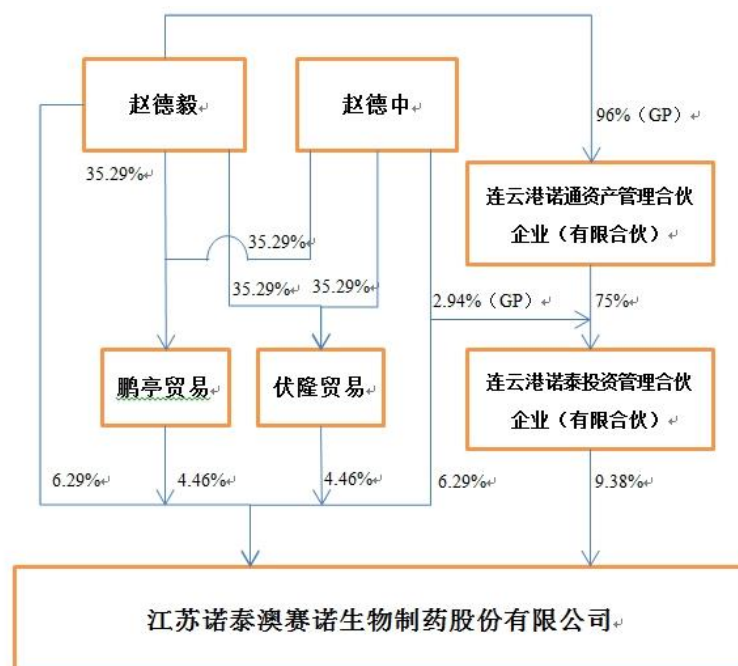 赵德毅
赵德中
96%（GP）
35.29%
连云港诺通资产管理合伙
企业（有限合伙）
35.29%
35.29%
35.29%
2.94%（GP）
75%
鹏亭贸易
伏隆贸易
连云港诺泰投资管理合伙
企业（有限合伙）
6.29%
4.46%
4.46%
6.29%
9.38%
江苏诺泰澳赛诺生物制药股份有限公司